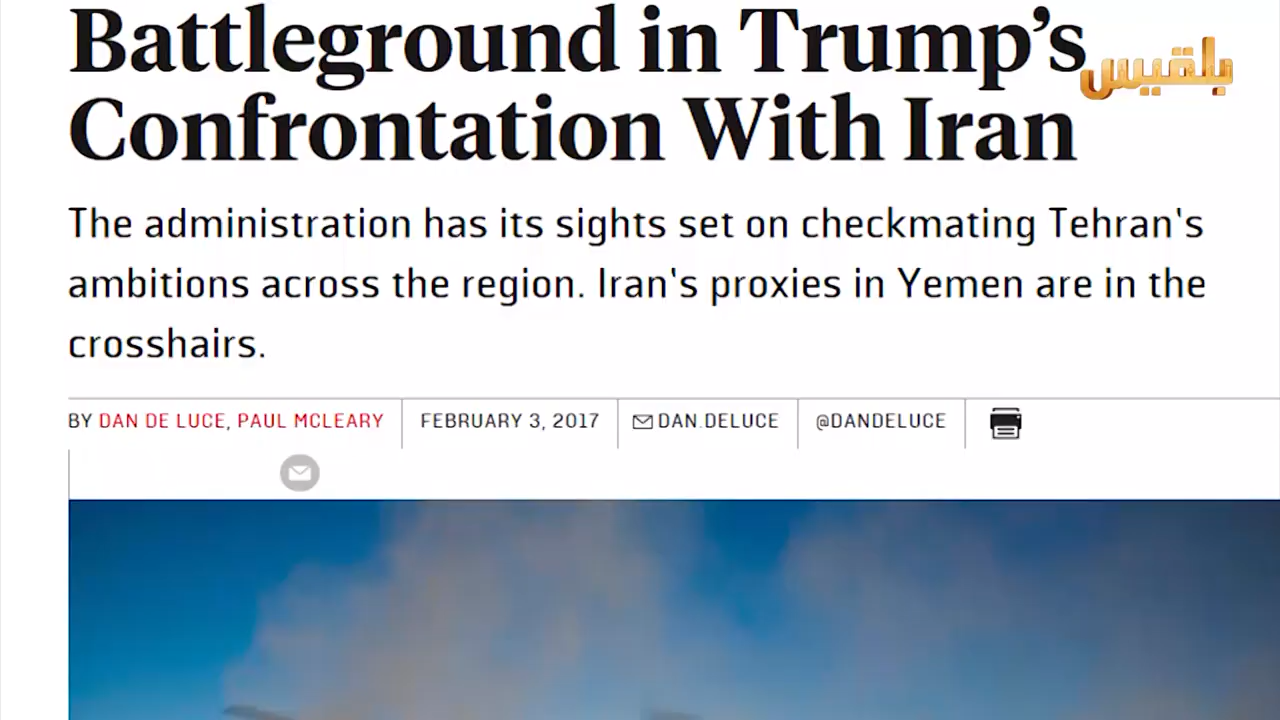 Battleground in Trump’s
بلقيس
Confrontation With Iran
The administration has its sights set on checkmating Tehran's
ambitions across the region. Iran's proxies in Yemen are in the
crosshairs.
BY DAN DE LUCE, PAUL MCLEARY FEBRUARY 3, 2017 DAN.DELUCE @DANDELUCE